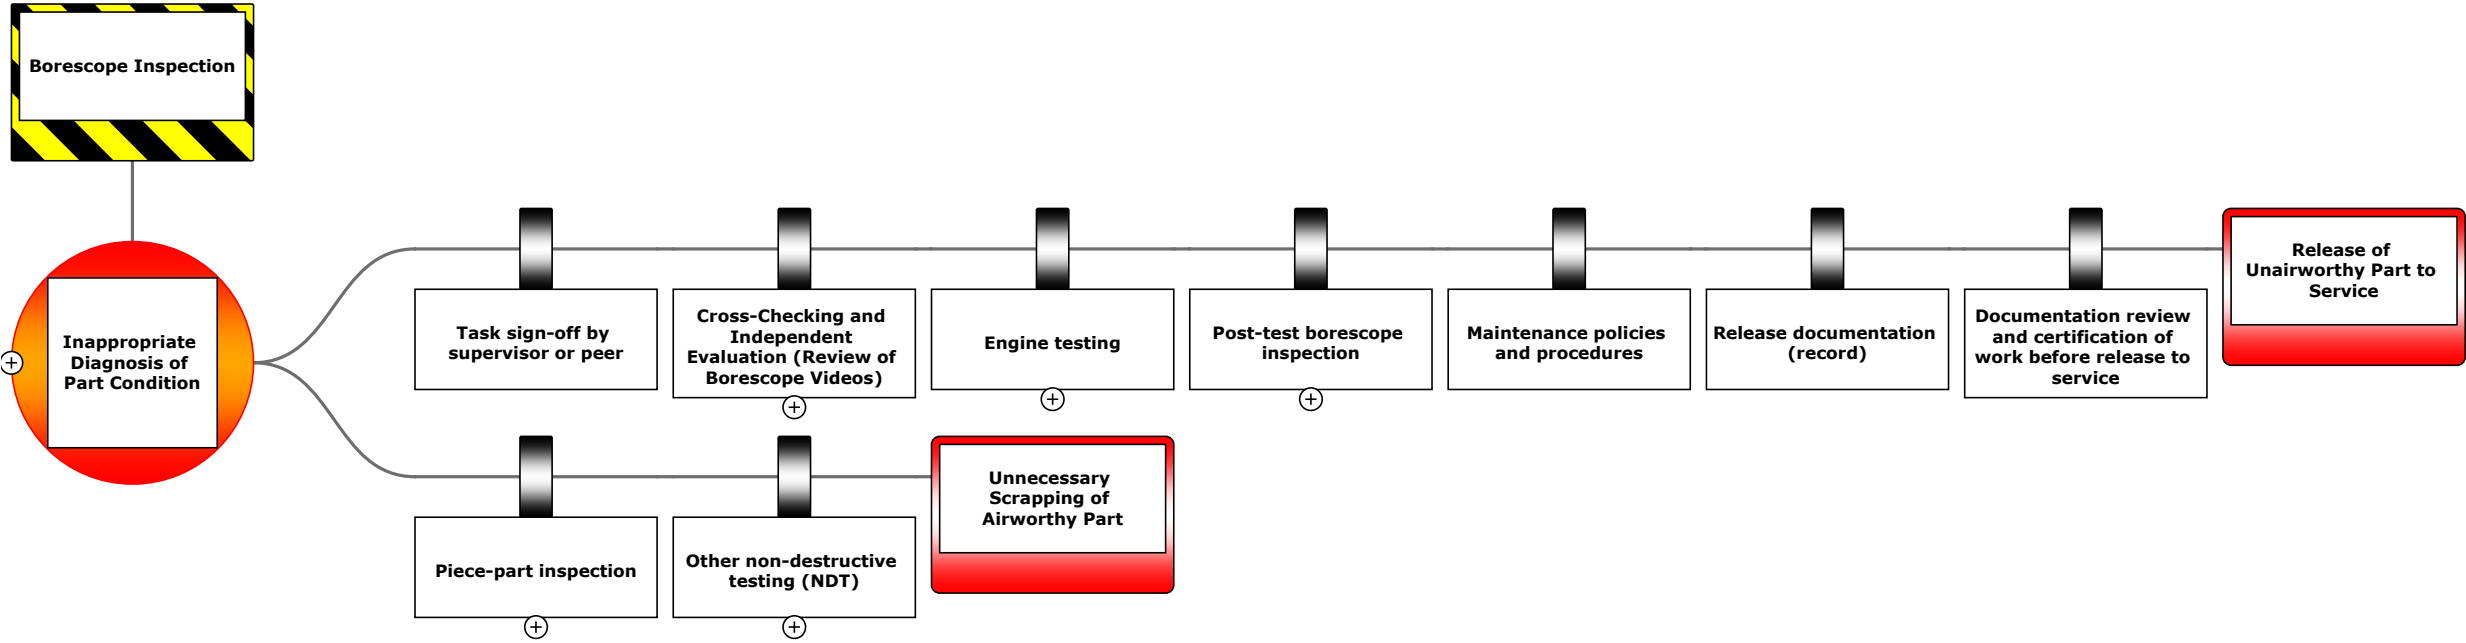 Borescope Inspection
Inappropriate
Diagnosis of
Part Condition
Task sign-off by
supervisor or peer
Cross-Checking and
Independent
Evaluation (Review of
Borescope Videos)
Engine testing
Post-test borescope
inspection
Maintenance policies
and procedures
Release documentation
(record)
Documentation review
and certification of
work before release to
service
Release of
Unairworthy Part to
Service
Piece-part inspection
Other non-destructive
testing (NDT)
Unnecessary
Scrapping of
Airworthy Part